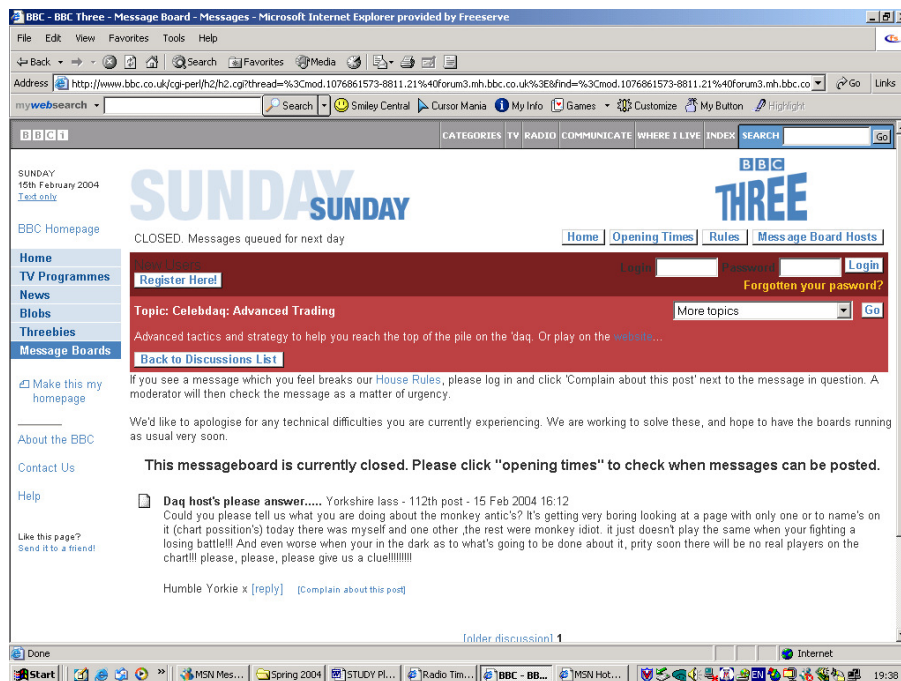 BBC - BBC Three - Message Board - Messages - Microsoft Internet Explorer provided by Freeserve
File Edit View Favorites Tools Help
Back Search Favorites Media
Address http://www.bbc.co.uk/cgi-perl/h2/h2.cgi?thread=%3Cmod.1076861573-8811.21%40forum3.mh.bbc.co.uk%3E&find=%3Cmod.1076861573-8811.21%40forum3.mh.bbc.co Go Links
mywebsearch Search Smiley Central Cursor Mania My Info Games Customize My Button Highlight
BBCi CATEGORIES TV RADIO COMMUNICATE WHERE I LIVE INDEX SEARCH Go
SUNDAY
15th February 2004
Text only
BBC Homepage
Home
TV Programmes
News
Blobs
Threebies
Message Boards
Make this my
homepage
About the BBC
Contact Us
Help
Like this page?
Send it to a friend!
SUNDAY SUNDAY
BBC THREE
CLOSED. Messages queued for next day
Home Opening Times Rules Message Board Hosts
New Users
Register Here!
Login Password Login
Forgotten your pasword?
Topic: Celebdaq: Advanced Trading
More topics Go
Advanced tactics and strategy to help you reach the top of the pile on the 'daq. Or play on the website...
Back to Discussions List
If you see a message which you feel breaks our House Rules, please log in and click 'Complain about this post' next to the message in question. A
moderator will then check the message as a matter of urgency.
We'd like to apologise for any technical difficulties you are currently experiencing. We are working to solve these, and hope to have the boards running
as usual very soon.
This messageboard is currently closed. Please click "opening times" to check when messages can be posted.
Daq host's please answer..... Yorkshire lass - 112th post - 15 Feb 2004 16:12
Could you please tell us what you are doing about the monkey antic's? It's getting very boring looking at a page with only one or to name's on
it (chart possition's) today there was myself and one other ,the rest were monkey idiot. it just doesn't play the same when your fighting a
losing battle!!! And even worse when your in the dark as to what's going to be done about it, prity soon there will be no real players on the
chart!!! please, please, please give us a clue!!!!!!!!!
Humble Yorkie x [reply] [Complain about this post]
[older discussion] 1
Done Internet
Start MSN Mes... Spring 2004 STUDY Pl... Radio Tim... BBC - BB... MSN Hot... 19:38